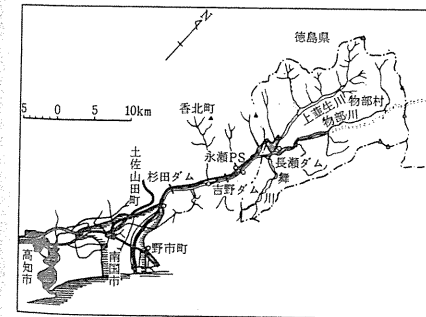 N
徳島県
5 0 5 10km
香北町
上韮生川
物部村
物部川
永瀬PS
長瀬ダム
舞川
吉野ダム
杉田ダム
土佐山田町
野市町
南国市
高知市